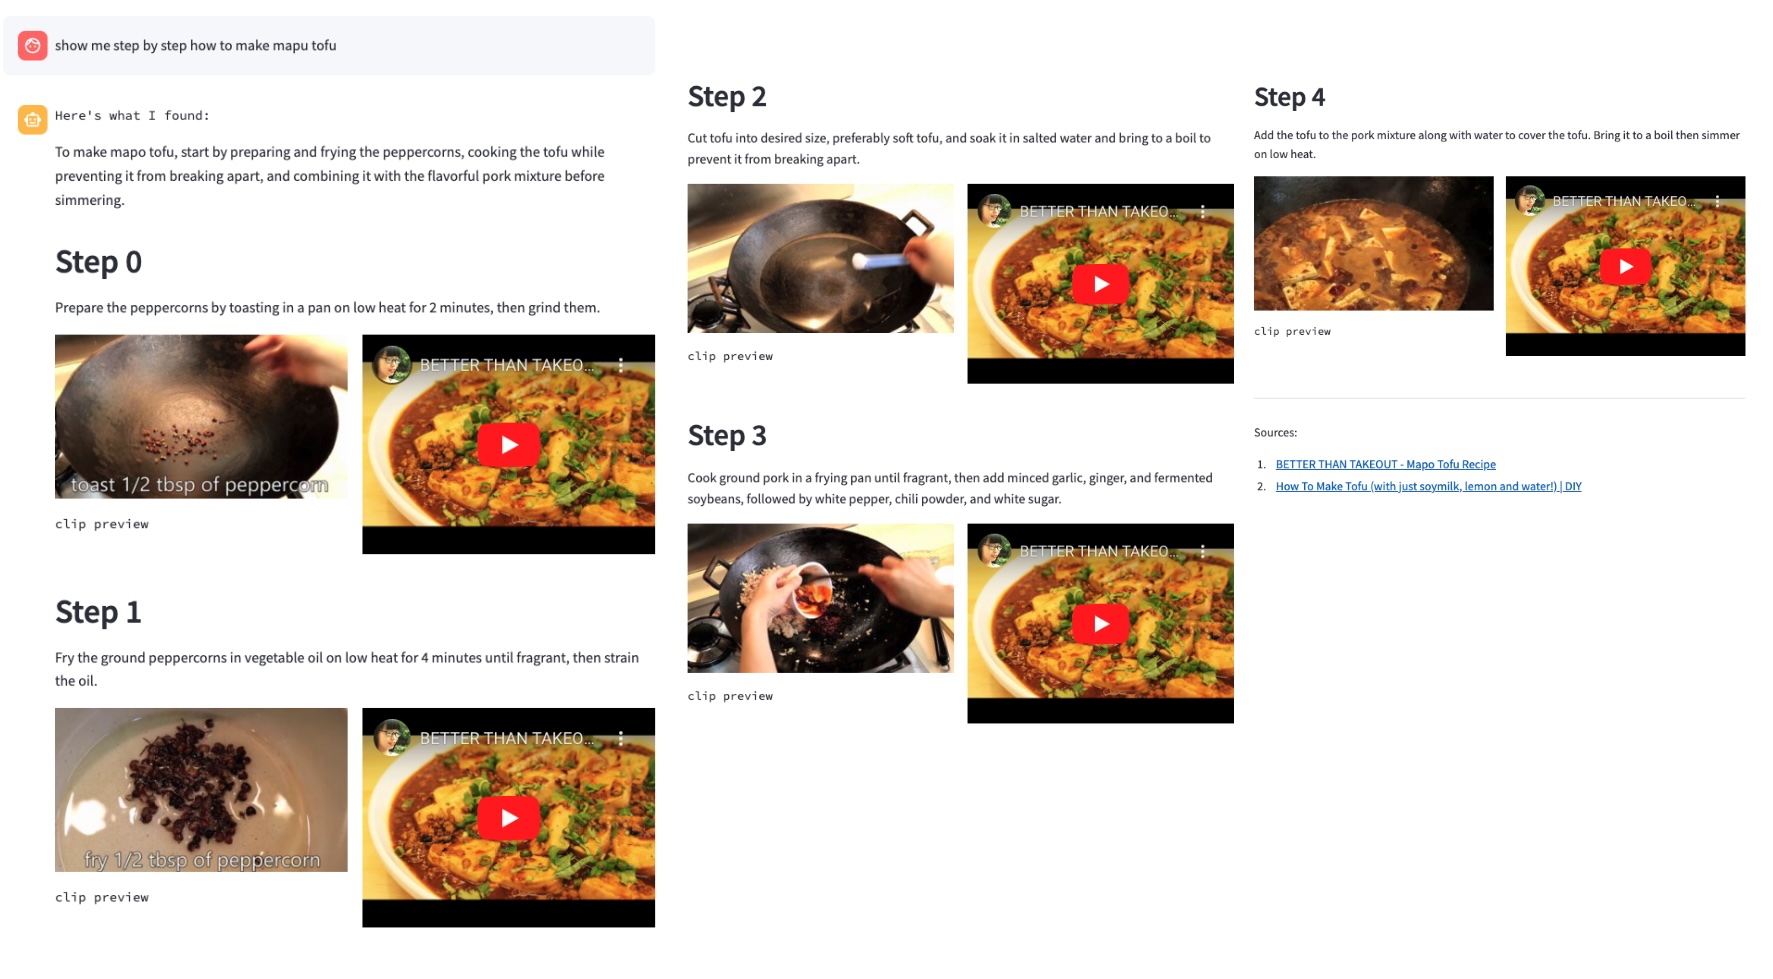 show me step by step how to make mapu tofu
Here's what I found:
To make mapo tofu, start by preparing and frying the peppercorns, cooking the tofu while
preventing it from breaking apart, and combining it with the flavorful pork mixture before
simmering.
Step 0
Prepare the peppercorns by toasting in a pan on low heat for 2 minutes, then grind them.
toast 1/2 tbsp of peppercorn
BETTER THAN TAKEO...
clip preview
Step 1
Fry the ground peppercorns in vegetable oil on low heat for 4 minutes until fragrant, then strain
the oil.
fry 1/2 tbsp of peppercorn
BETTER THAN TAKEO...
clip preview
Step 2
Cut tofu into desired size, preferably soft tofu, and soak it in salted water and bring to a boil to
prevent it from breaking apart.
BETTER THAN TAKEO...
clip preview
Step 3
Cook ground pork in a frying pan until fragrant, then add minced garlic, ginger, and fermented
soybeans, followed by white pepper, chili powder, and white sugar.
BETTER THAN TAKEO...
clip preview
Step 4
Add the tofu to the pork mixture along with water to cover the tofu. Bring it to a boil then simmer
on low heat.
BETTER THAN TAKEO...
clip preview
Sources:
1. BETTER THAN TAKEOUT - Mapo Tofu Recipe
2. How To Make Tofu (with just soymilk, lemon and water!) | DIY